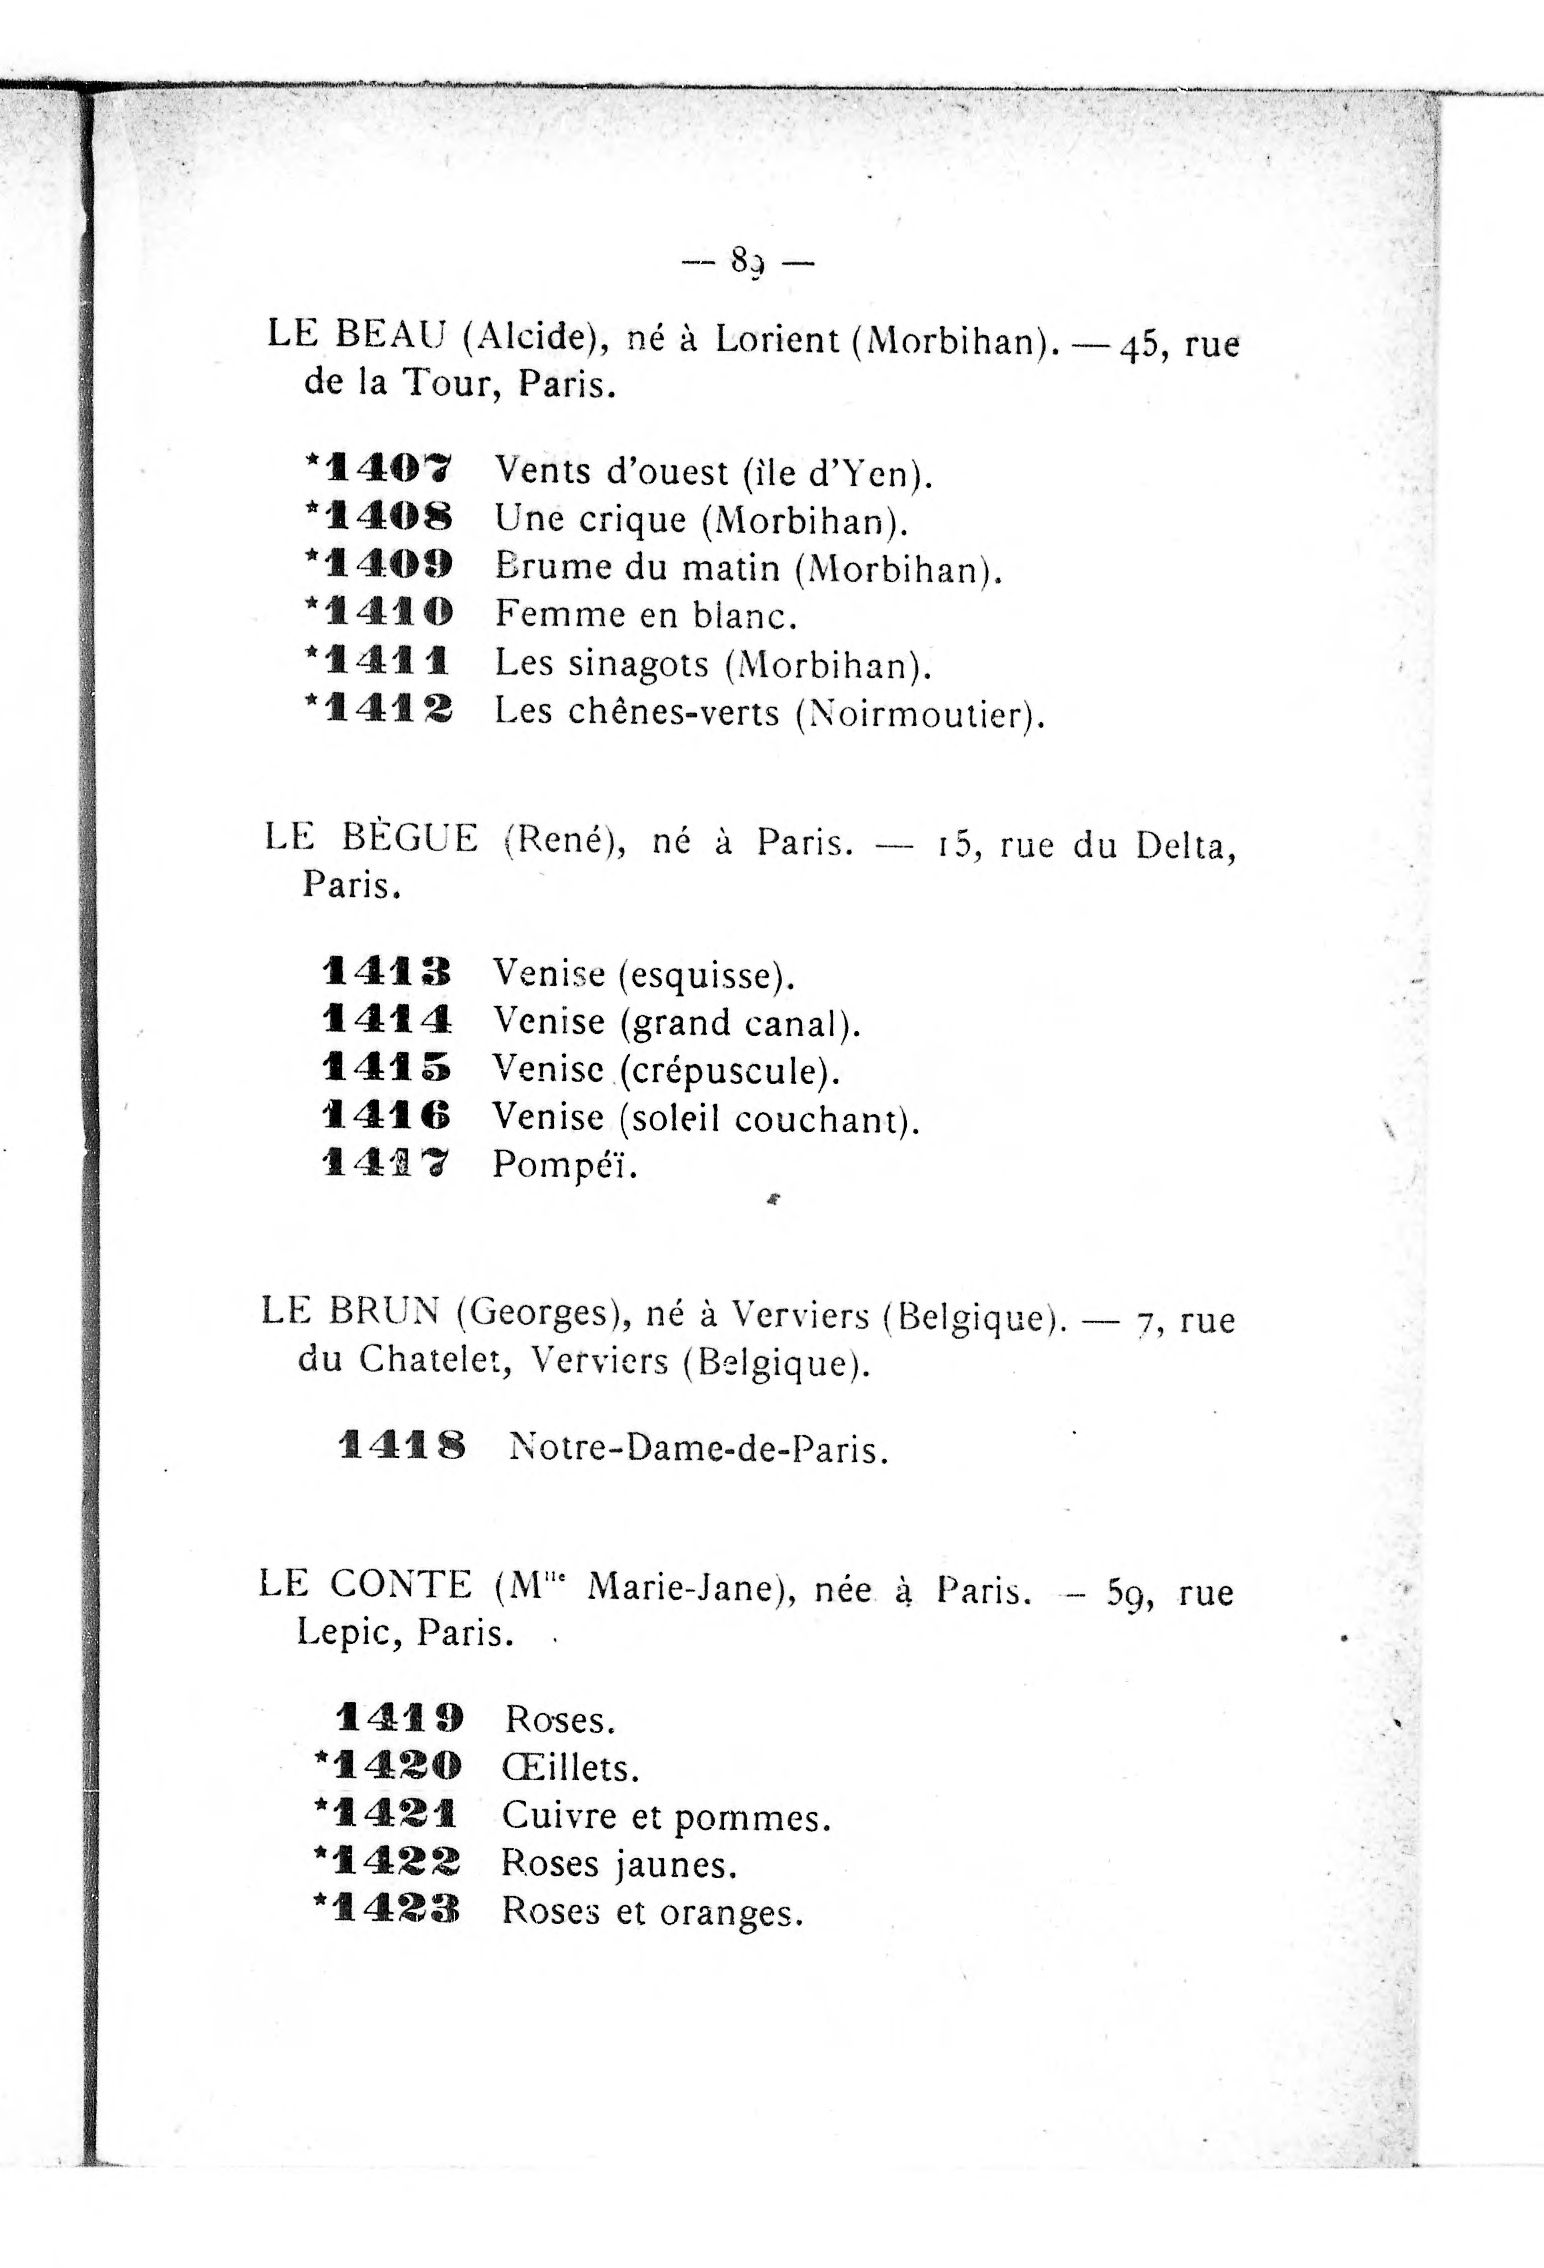 — 89 —
LE BEAU (Alcide), né à Lorient (Morbihan). — 45, rue
de la Tour, Paris.
*1407 Vents d'ouest (île d'Yeu).
*1408 Une crique (Morbihan).
*1409 Brume du matin (Morbihan).
*1410 Femme en blanc.
*1411 Les sinagots (Morbihan).
*1412 Les chênes-verts (Noirmoutier).
LE BÈGUE (René), né à Paris. — 15, rue du Delta,
Paris.
1413 Venise (esquisse).
1414 Venise (grand canal).
1415 Venise (crépuscule).
1416 Venise (soleil couchant).
1417 Pompéï.
LE BRUN (Georges), né à Verviers (Belgique). — 7, rue
du Chatelet, Verviers (Belgique).
1418 Notre-Dame-de-Paris.
LE CONTE (Mlle Marie-Jane), née à Paris. — 59, rue
Lepic, Paris.
1419 Roses.
*1420 Œillets.
*1421 Cuivre et pommes.
*1422 Roses jaunes.
*1423 Roses et oranges.